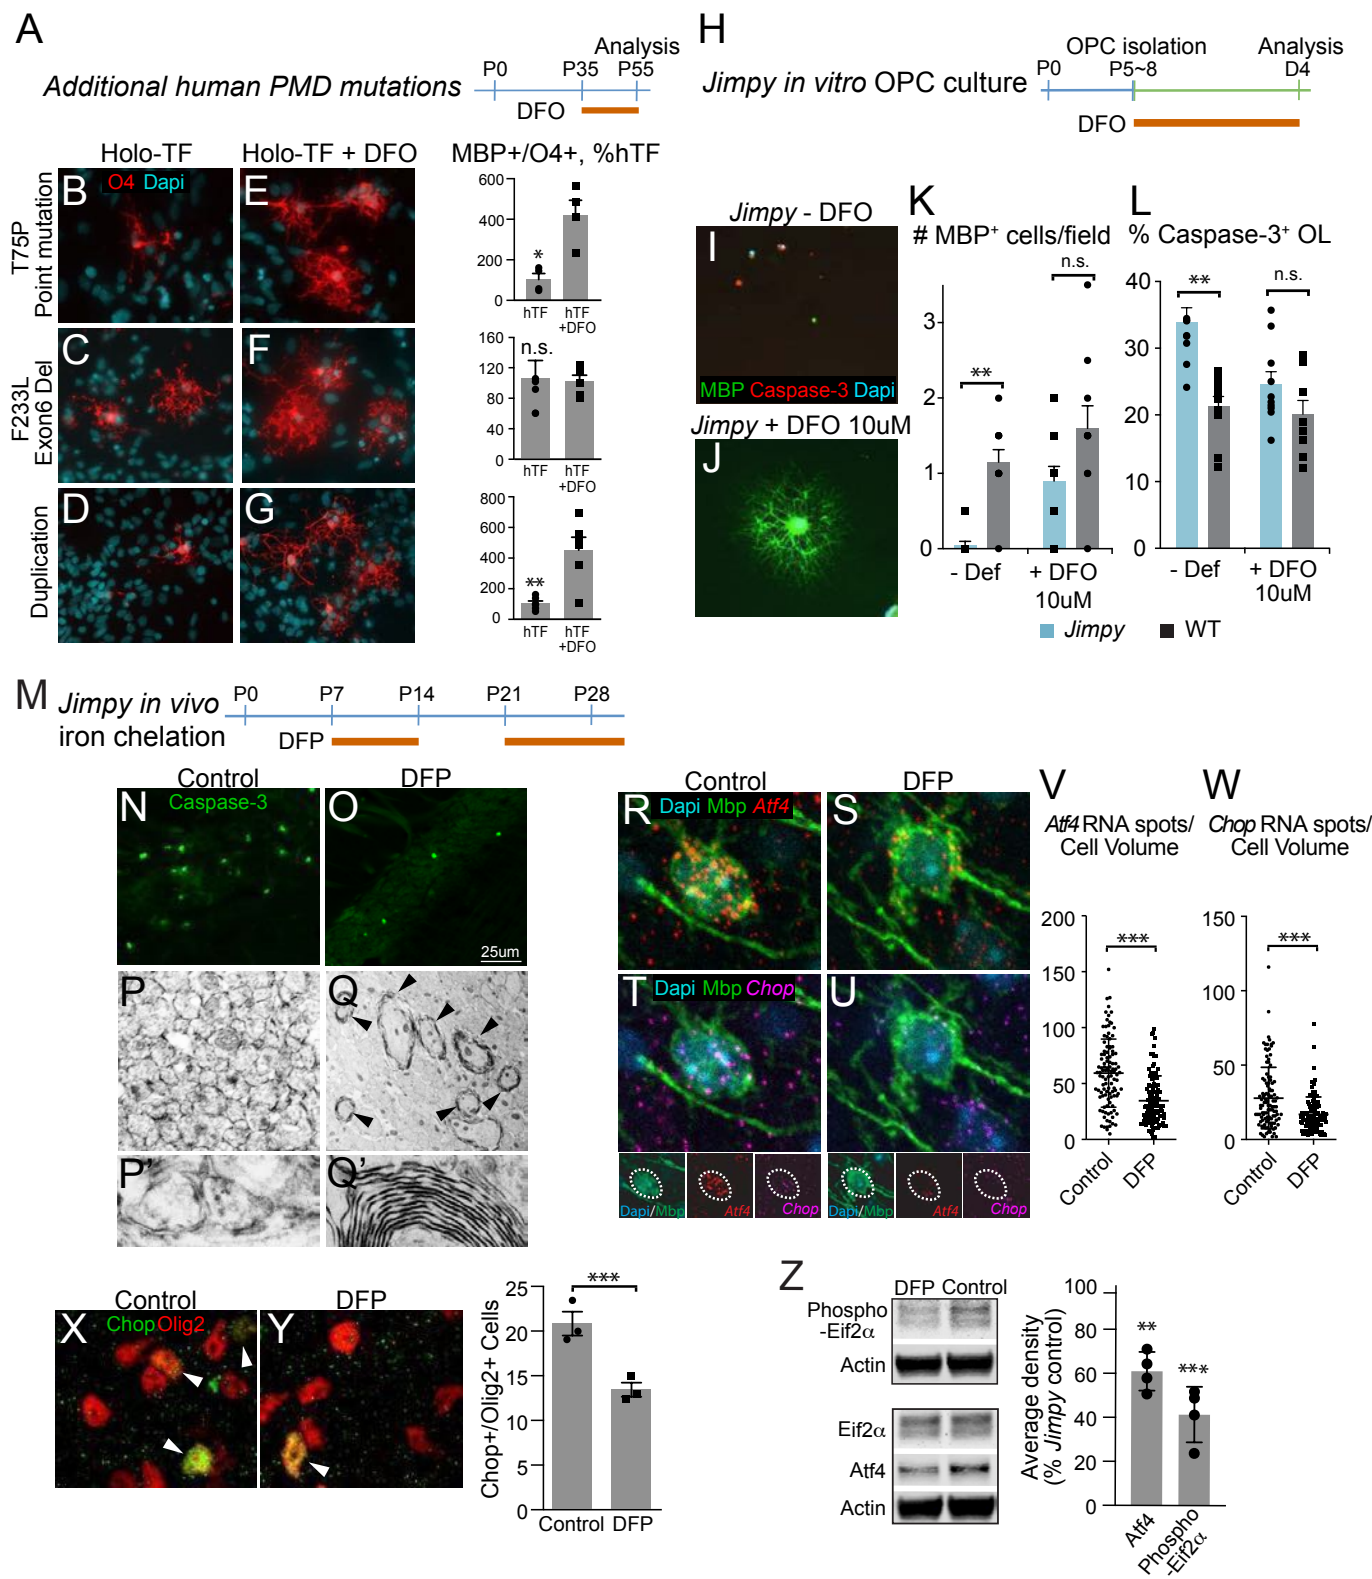 A
Additional human PMD mutations
Analysis
P0 P35 P55
DFO
Holo-TF Holo-TF + DFO MBP+/O4+, %hTF
T75P
Point mutation
B O4 Dapi
E
600
400
200
0
*
hTF hTF
+DFO
F233L
Exon6 Del
C
F
160
120
80
40
0
n.s.
hTF hTF
+DFO
Duplication
D
G
800
600
400
200
0
**
hTF hTF
+DFO
H
Jimpy in vitro OPC culture
OPC isolation Analysis
P0 P5~8 D4
DFO
Jimpy - DFO
I
MBP Caspase-3 Dapi
Jimpy + DFO 10uM
J
K
# MBP+ cells/field
n.s.
**
3
2
1
0
- Def + DFO
10uM
L
% Caspase-3+ OL
** n.s.
40
30
20
10
0
- Def + DFO
10uM
Jimpy WT
M
Jimpy in vivo
iron chelation
P0 P7 P14 P21 P28
DFP
Control DFP
N Caspase-3
O
25um
P
Q
P'
Q'
Control DFP
R Dapi Mbp Atf4
S
T Dapi Mbp Chop
U
Dapi/Mbp Atf4 Chop Dapi/Mbp Atf4 Chop
V
Atf4 RNA spots/
Cell Volume
200
150
100
50
0
***
Control DFP
W
Chop RNA spots/
Cell Volume
150
100
50
0
***
Control DFP
Control DFP
X Chop Olig2
Y
Chop+/Olig2+ Cells
25
20
15
10
5
0
***
Control DFP
Z
DFP Control
Phospho
-Eif2α
Actin
Eif2α
Atf4
Actin
Average density
(% Jimpy control)
100
80
60
40
20
0
**
***
Atf4
Phospho
-Eif2α